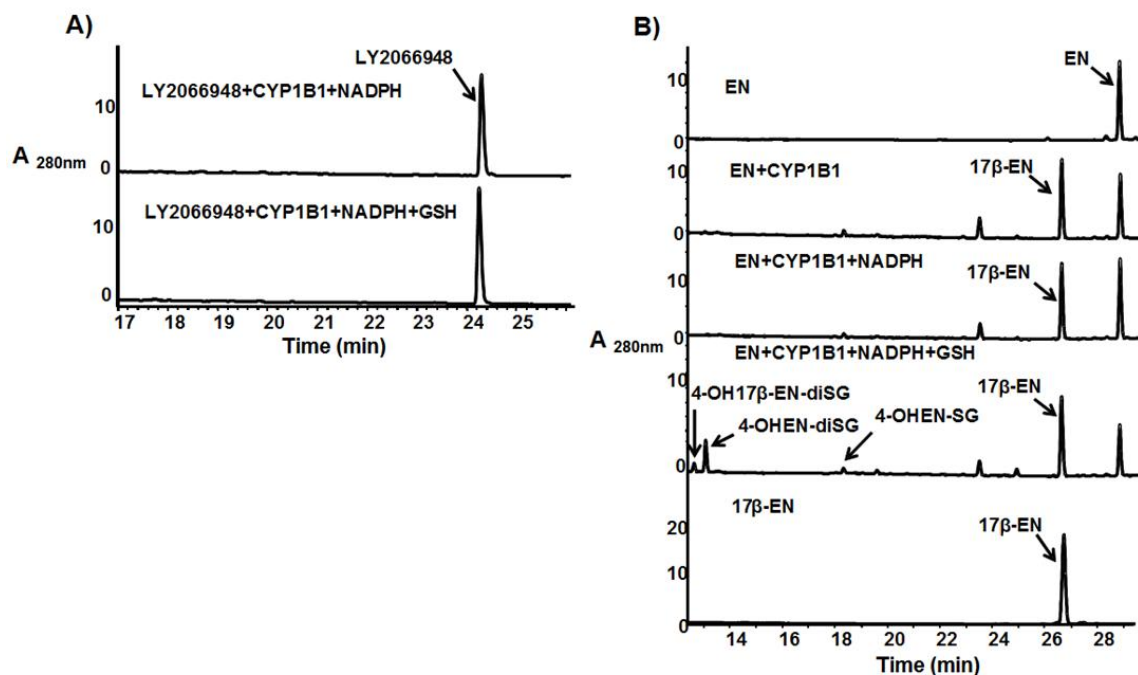 A)
LY2066948
LY2066948+CYP1B1+NADPH
10
A 280nm 0
LY2066948+CYP1B1+NADPH+GSH
10
0
17 18 19 20 21 22 23 24 25
Time (min)
B)
EN
EN
10
0
17β-EN
EN+CYP1B1
10
0
EN+CYP1B1+NADPH
17β-EN
10
A 280nm
0
EN+CYP1B1+NADPH+GSH
10
4-OH17β-EN-diSG
17β-EN
4-OHEN-diSG
4-OHEN-SG
0
17β-EN
17β-EN
20
10
0
14 16 18 20 22 24 26 28
Time (min)